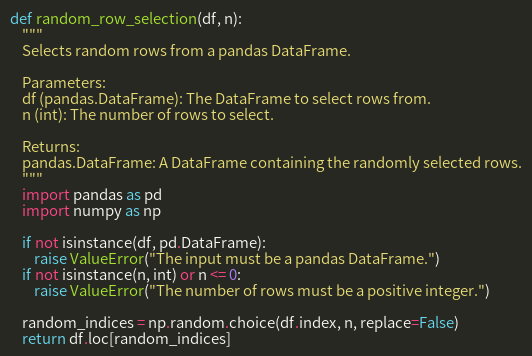 def random_row_selection(df, n):
    """
    Selects random rows from a pandas DataFrame.

    Parameters:
    df (pandas.DataFrame): The DataFrame to select rows from.
    n (int): The number of rows to select.

    Returns:
    pandas.DataFrame: A DataFrame containing the randomly selected rows.
    """
    import pandas as pd
    import numpy as np

    if not isinstance(df, pd.DataFrame):
        raise ValueError("The input must be a pandas DataFrame.")
    if not isinstance(n, int) or n <= 0:
        raise ValueError("The number of rows must be a positive integer.")

    random_indices = np.random.choice(df.index, n, replace=False)
    return df.loc[random_indices]